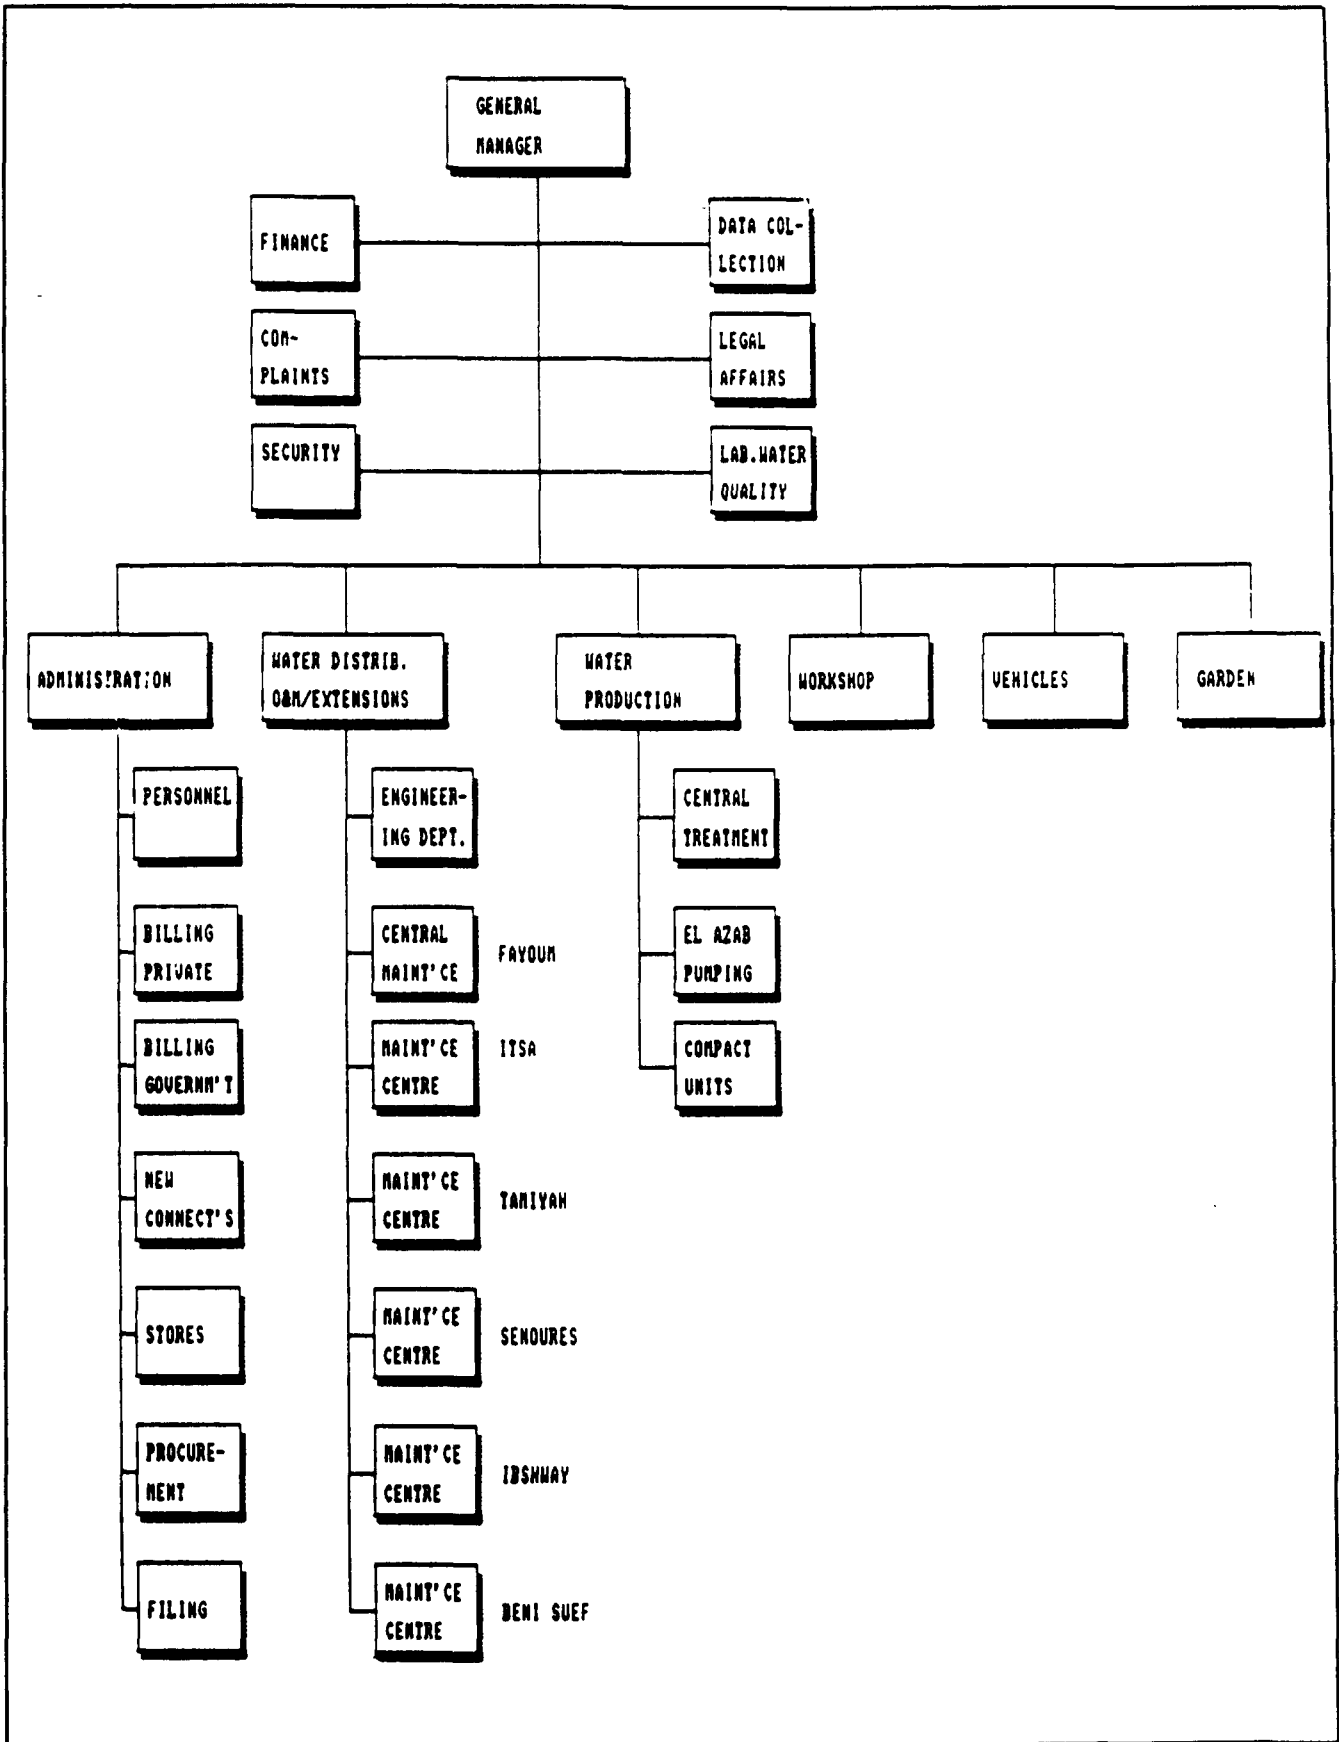 GENERAL
MANAGER
FINANCE
DATA COL-
LECTION
COM-
PLAINTS
LEGAL
AFFAIRS
SECURITY
LAB.WATER
QUALITY
ADMINISTRATION
WATER DISTRIB.
O&M/EXTENSIONS
WATER
PRODUCTION
WORKSHOP
VEHICLES
GARDEN
PERSONNEL
BILLING
PRIVATE
BILLING
GOVERNM'T
NEW
CONNECT'S
STORES
PROCURE-
MENT
FILING
ENGINEER-
ING DEPT.
CENTRAL
MAINT'CE
FAYOUM
MAINT'CE
CENTRE
ITSA
MAINT'CE
CENTRE
TAMIYAH
MAINT'CE
CENTRE
SENOURES
MAINT'CE
CENTRE
IBSHWAY
MAINT'CE
CENTRE
BENI SUEF
CENTRAL
TREATMENT
EL AZAB
PUMPING
COMPACT
UNITS